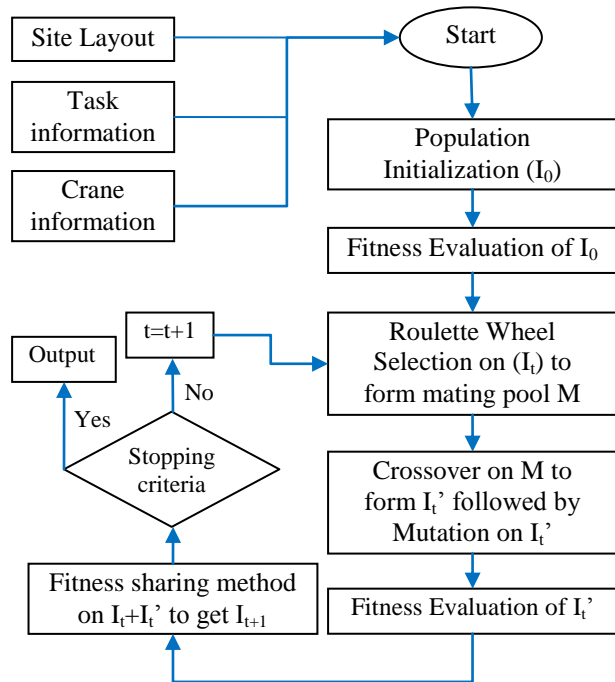 Site Layout
Start
Task
information
Crane
information
Population
Initialization (I₀)
Fitness Evaluation of I₀
t=t+1
Output
Roulette Wheel
Selection on (Iₜ) to
form mating pool M
No
Yes
Stopping
criteria
Crossover on M to
form Iₜ’ followed by
Mutation on Iₜ’
Fitness sharing method
on Iₜ+Iₜ’ to get Iₜ₊₁
Fitness Evaluation of Iₜ’